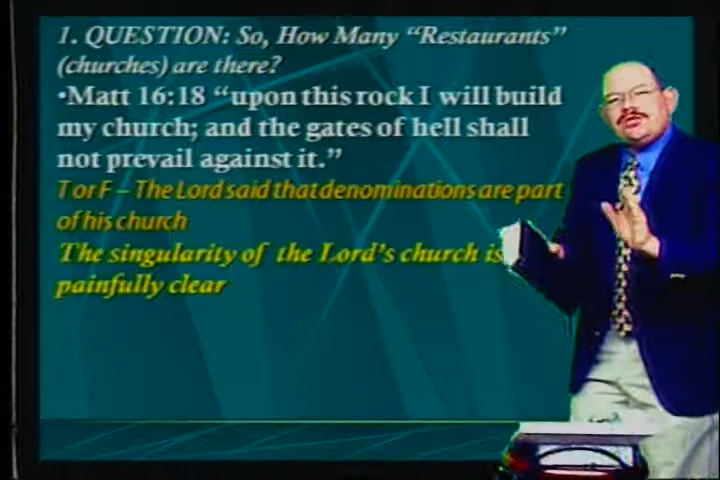 1. QUESTION: So, How Many “Restaurants”
(churches) are there?
•Matt 16:18 “upon this rock I will build
my church; and the gates of hell shall
not prevail against it.”
T or F – The Lord said that denominations are part
of his church
The singularity of the Lord’s church is
painfully clear